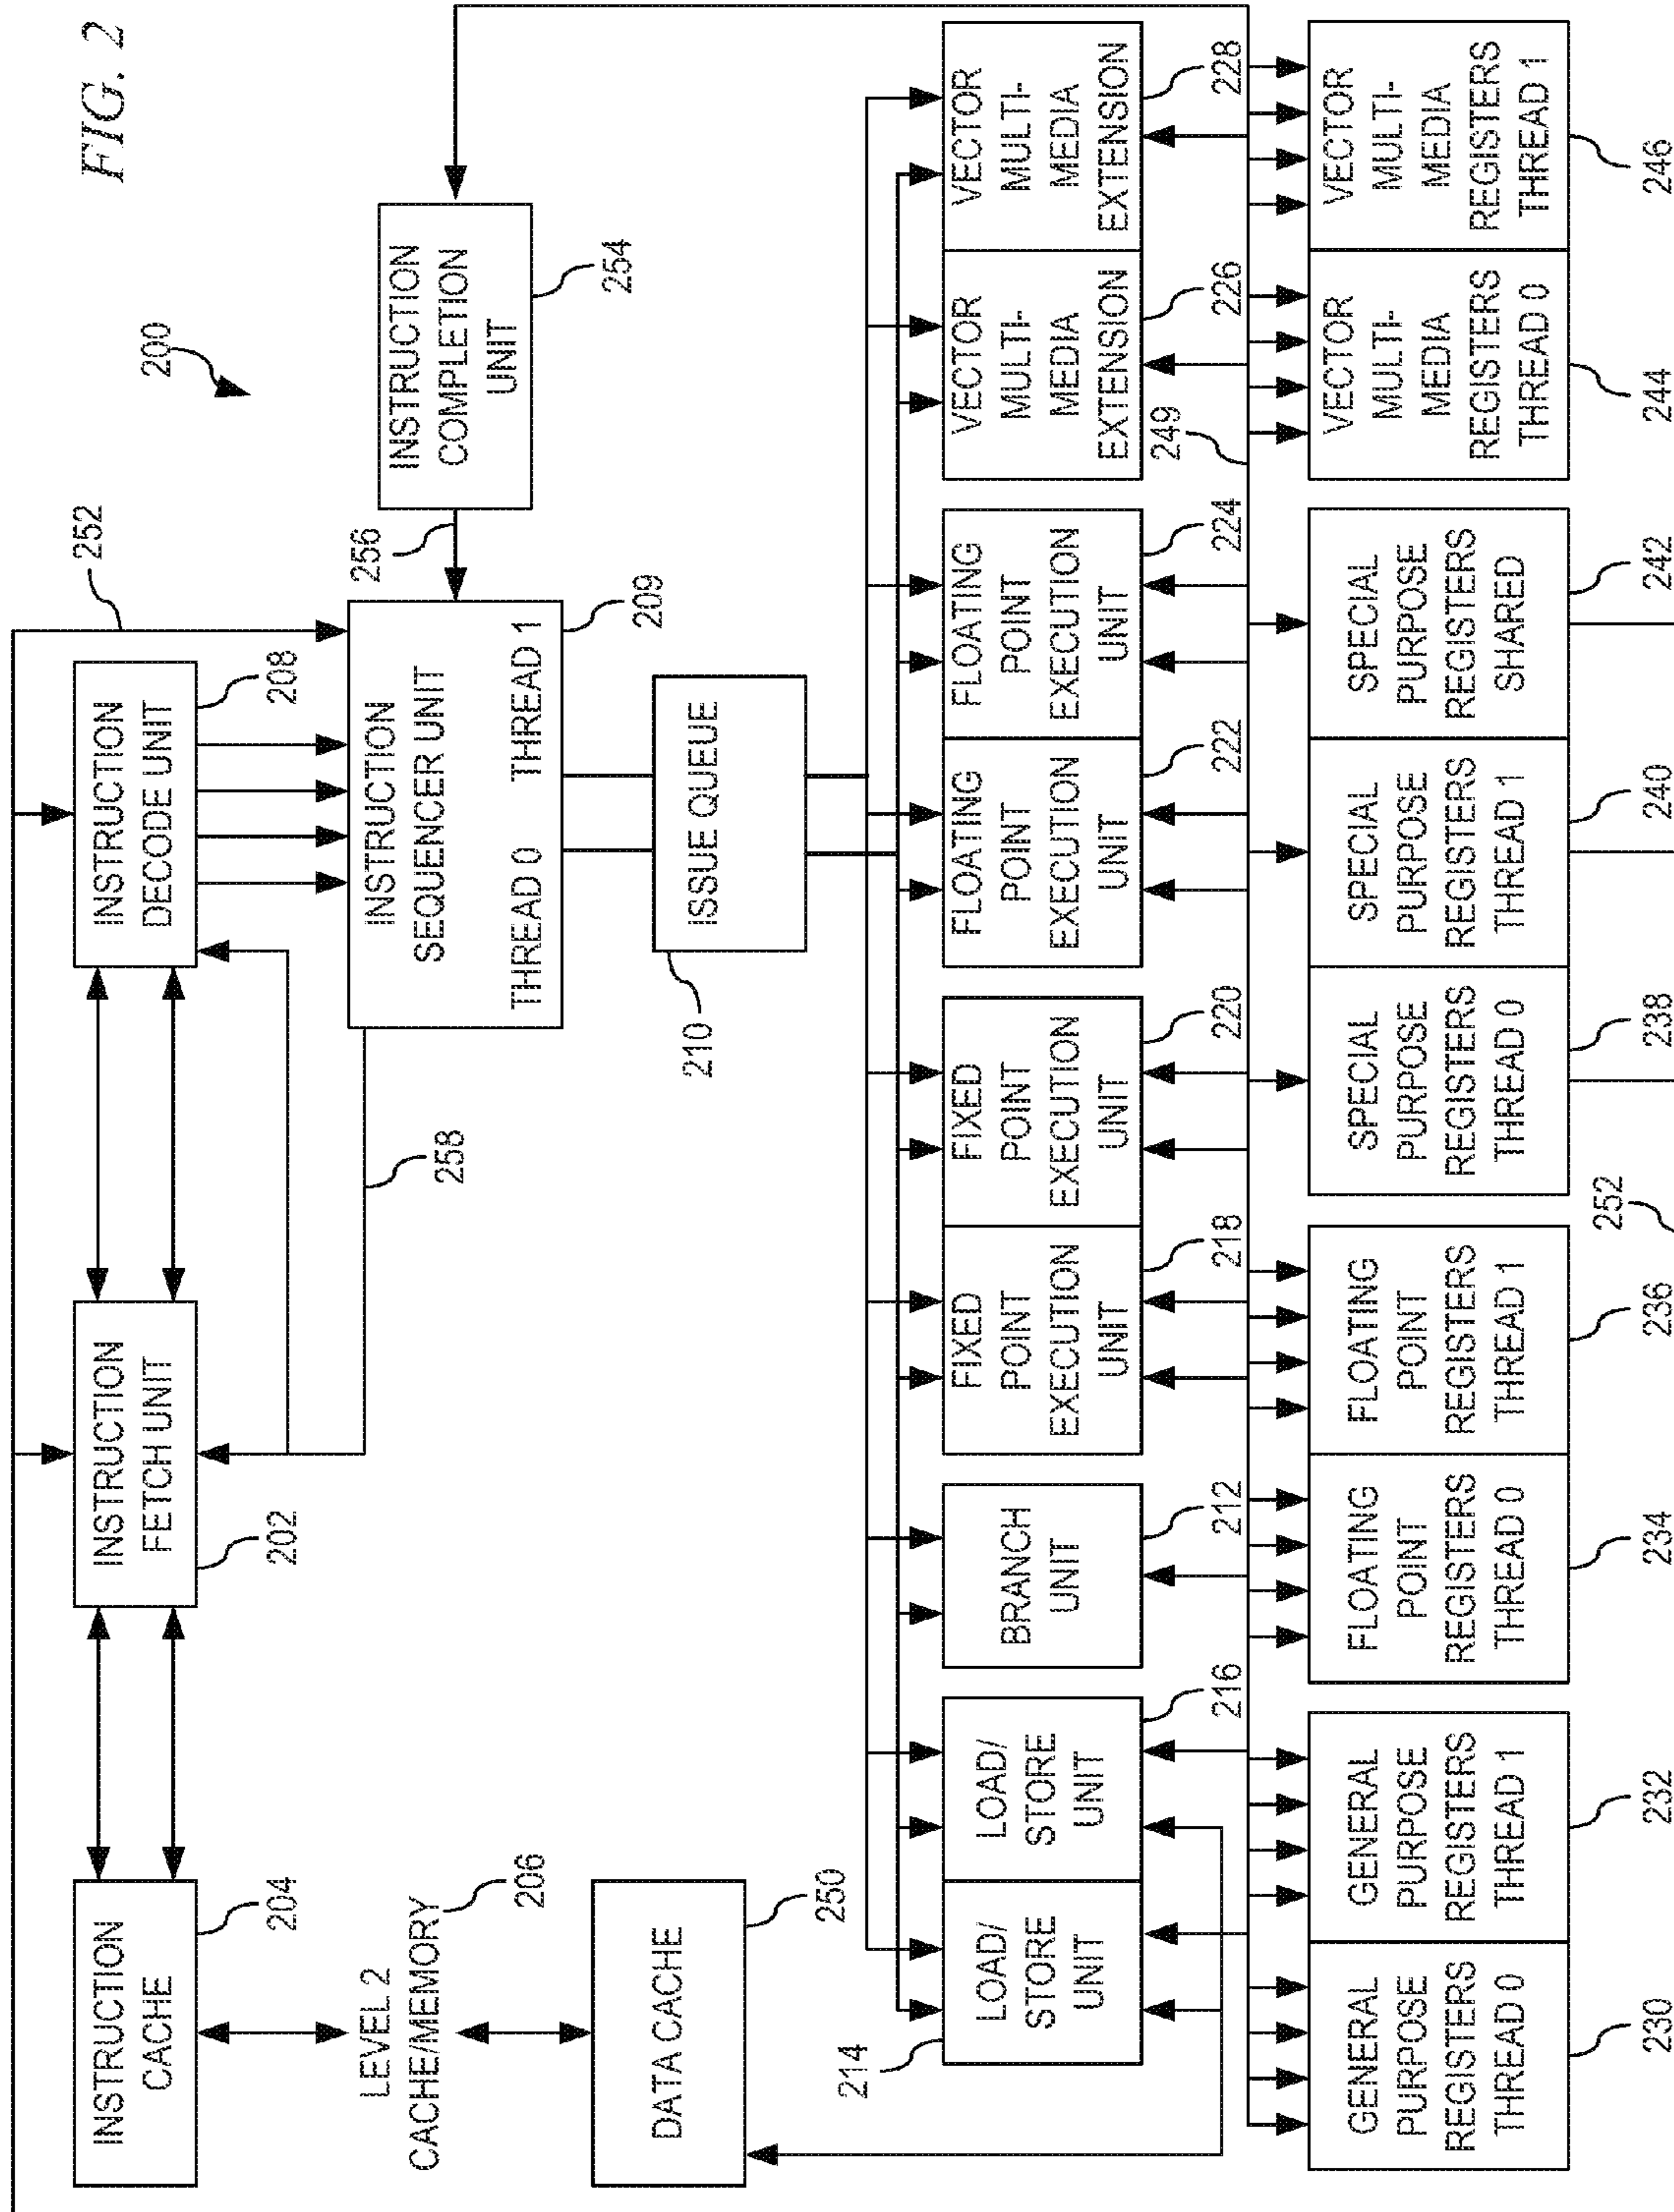 FIG. 2
200
252
INSTRUCTION
CACHE
204
INSTRUCTION
FETCH UNIT
202
INSTRUCTION
DECODE UNIT
208
LEVEL 2
CACHE/MEMORY
206
258
INSTRUCTION
SEQUENCER UNIT
THREAD 0 THREAD 1
209
256
INSTRUCTION
COMPLETION
UNIT
254
DATA CACHE
250
210
ISSUE QUEUE
214
LOAD/
STORE
UNIT
LOAD/
STORE
UNIT
216
BRANCH
UNIT
212
FIXED
POINT
EXECUTION
UNIT
218
FIXED
POINT
EXECUTION
UNIT
220
FLOATING
POINT
EXECUTION
UNIT
222
FLOATING
POINT
EXECUTION
UNIT
224
VECTOR
MULTI-
MEDIA
EXTENSION
226
VECTOR
MULTI-
MEDIA
EXTENSION
228
249
GENERAL
PURPOSE
REGISTERS
THREAD 0
230
GENERAL
PURPOSE
REGISTERS
THREAD 1
232
FLOATING
POINT
REGISTERS
THREAD 0
234
FLOATING
POINT
REGISTERS
THREAD 1
236
SPECIAL
PURPOSE
REGISTERS
THREAD 0
238
SPECIAL
PURPOSE
REGISTERS
THREAD 1
240
SPECIAL
PURPOSE
REGISTERS
SHARED
242
VECTOR
MULTI-
MEDIA
REGISTERS
THREAD 0
244
VECTOR
MULTI-
MEDIA
REGISTERS
THREAD 1
246
252